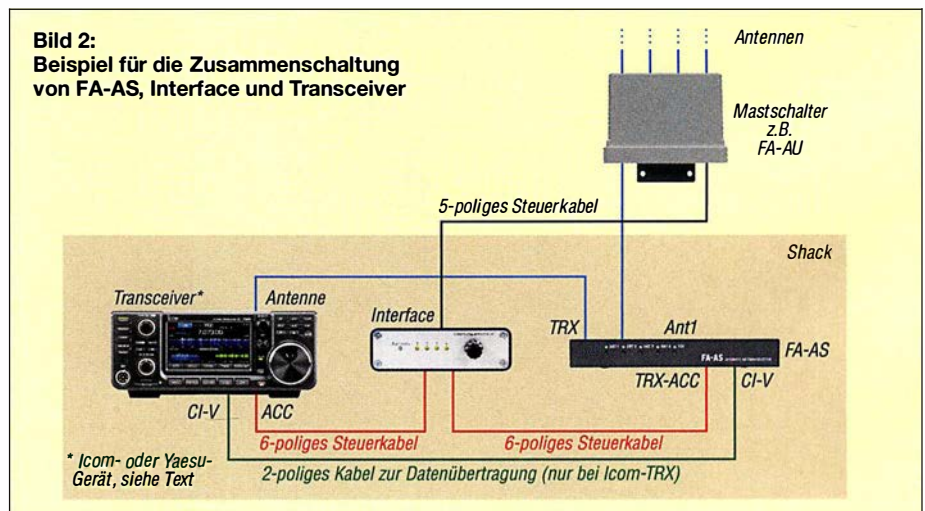 Bild 2:
Beispiel für die Zusammenschaltung
von FA-AS, Interface und Transceiver
Antennen
Mastschalter
z.B.
FA-AU
5-poliges Steuerkabel
Shack
Transceiver*
Antenne
Interface
TRX
Ant1
FA-AS
FA-AS
TRX-ACC
CI-V
CI-V
ACC
6-poliges Steuerkabel
6-poliges Steuerkabel
* Icom- oder Yaesu-
Gerät, siehe Text
2-poliges Kabel zur Datenübertragung (nur bei Icom-TRX)